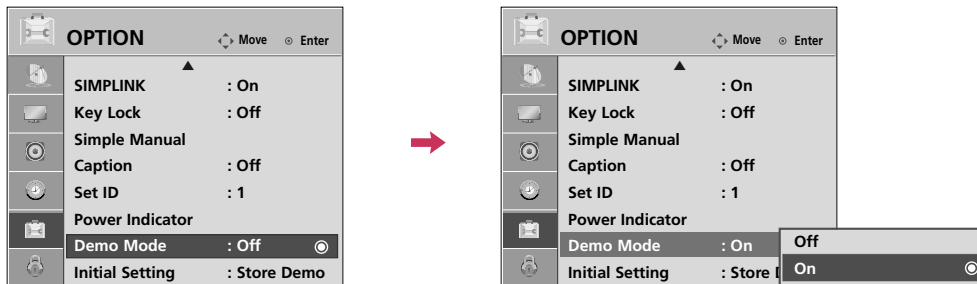 OPTION Move Enter
SIMPLINK : On
Key Lock : Off
Simple Manual
Caption : Off
Set ID : 1
Power Indicator
Demo Mode : Off
Initial Setting : Store Demo
OPTION Move Enter
SIMPLINK : On
Key Lock : Off
Simple Manual
Caption : Off
Set ID : 1
Power Indicator
Demo Mode : On
Initial Setting : Store
Off
On